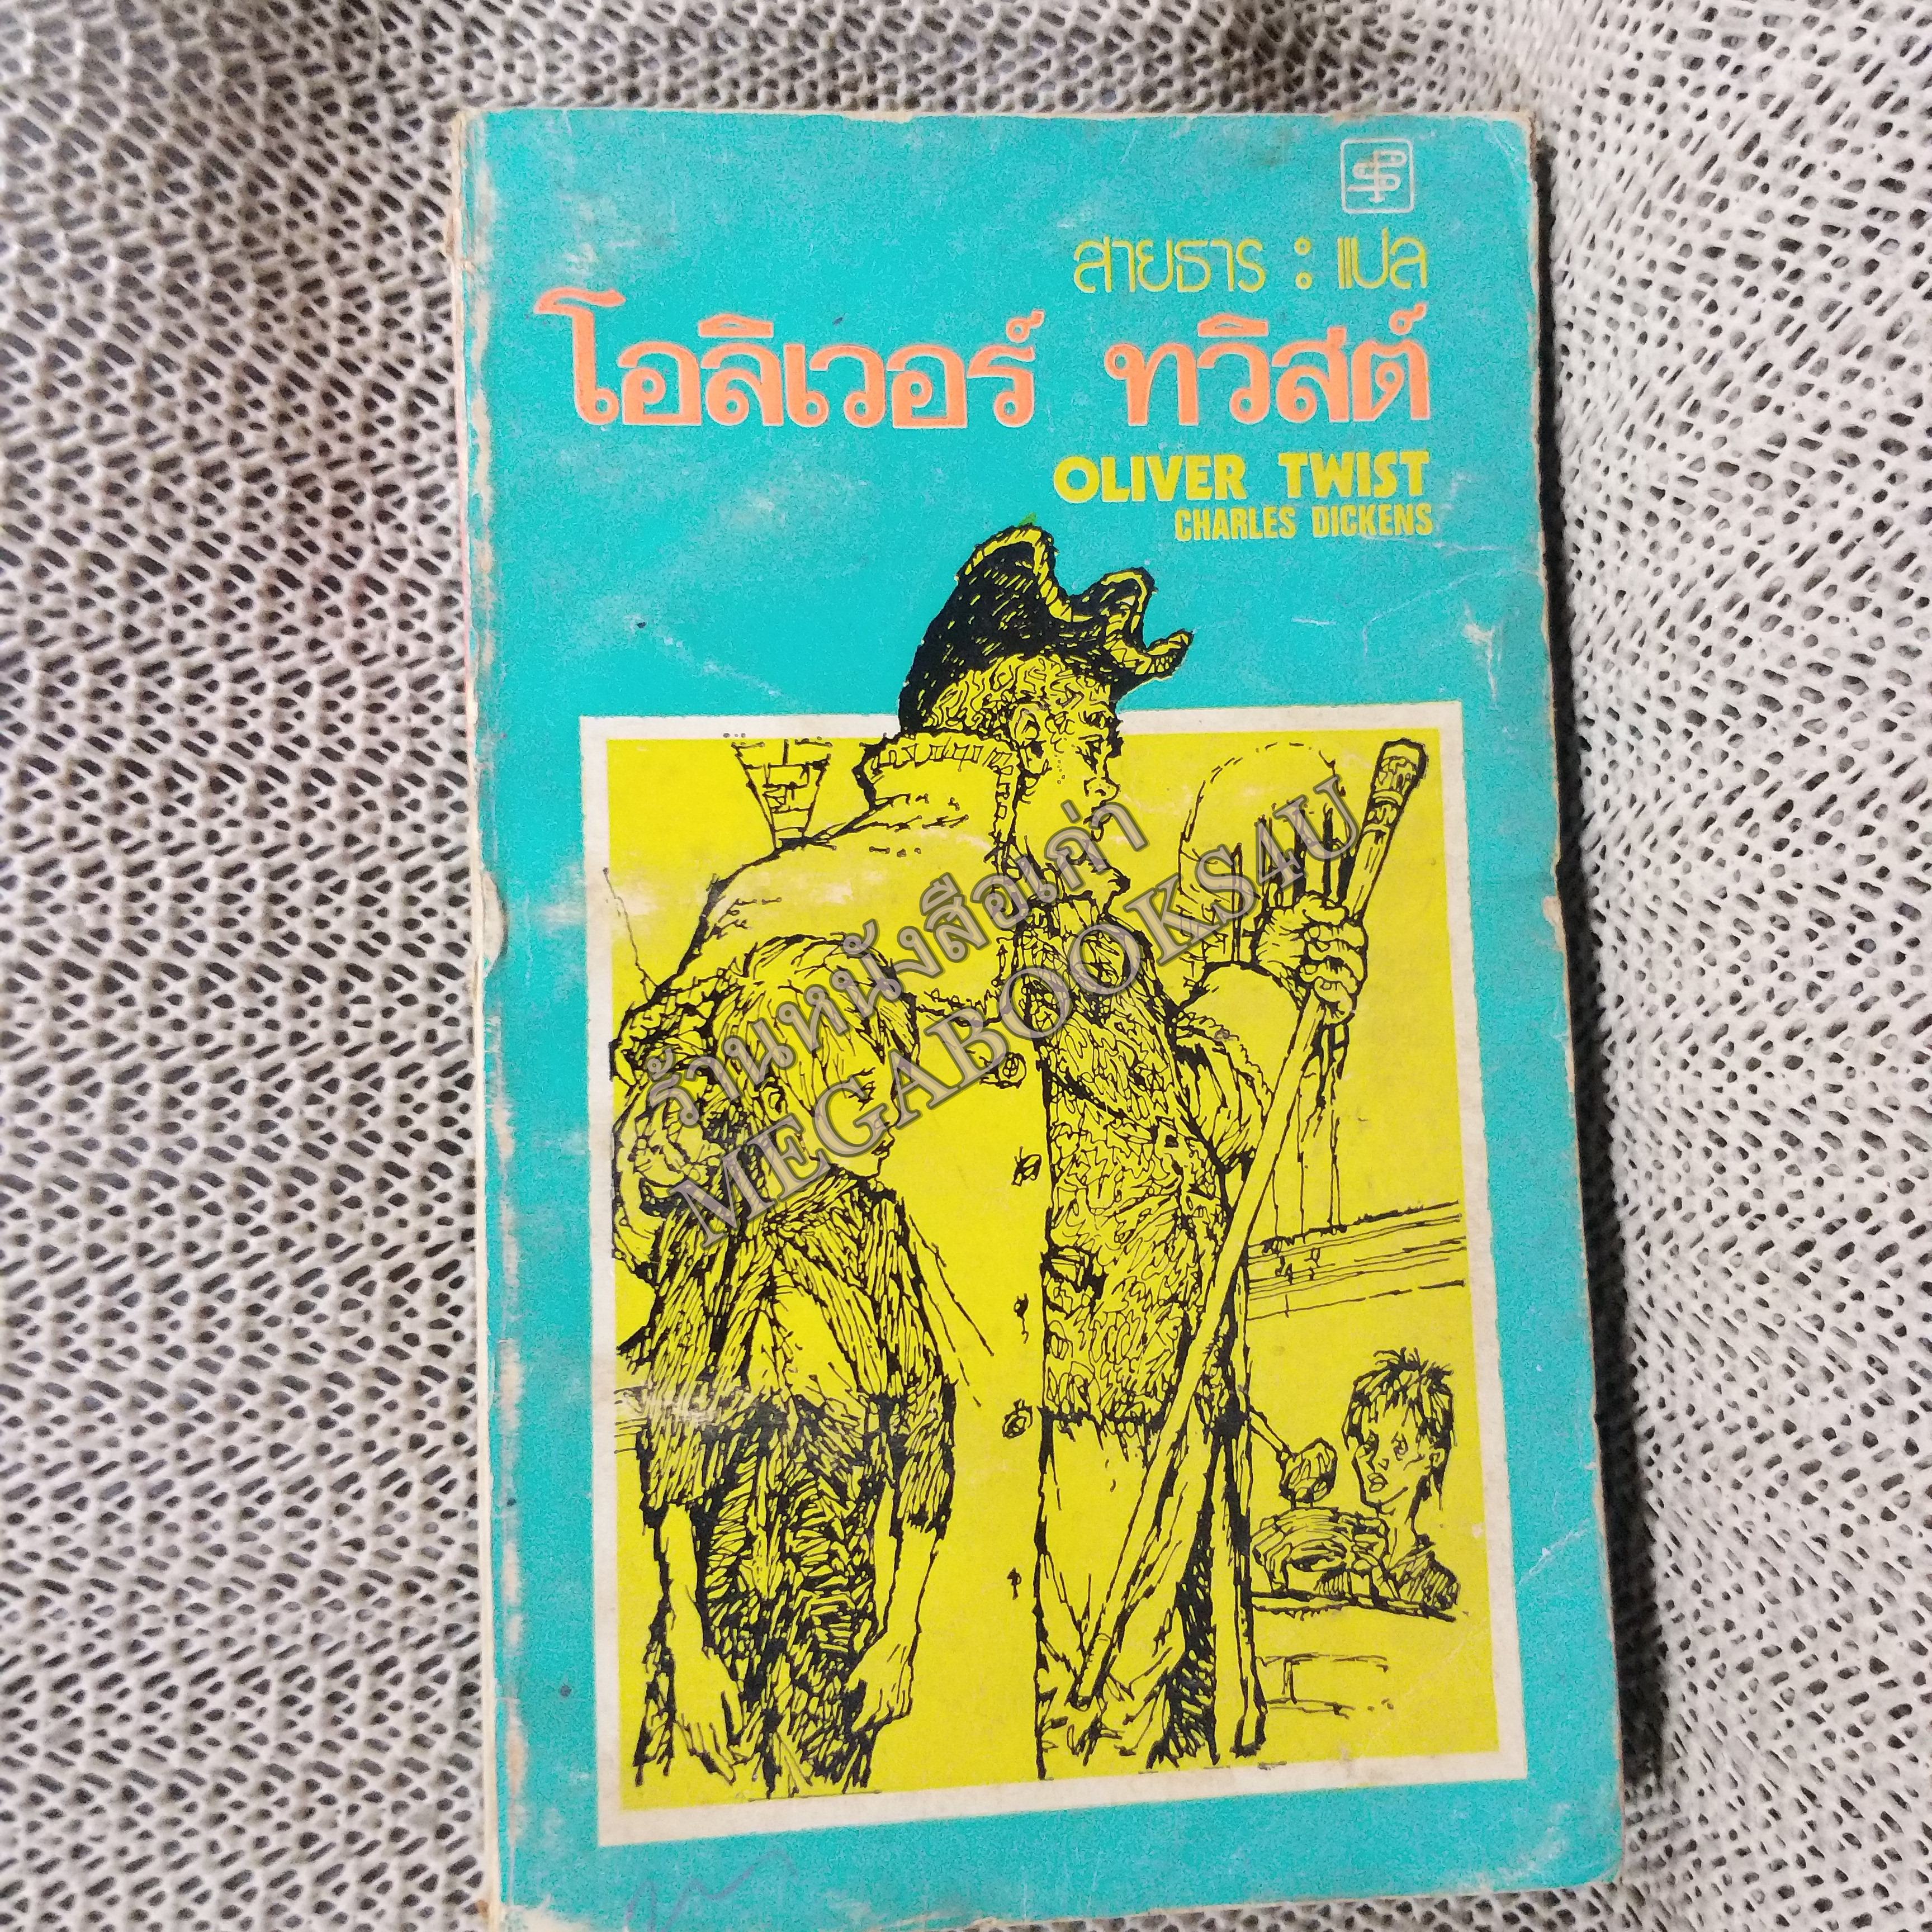 สายธาร : แปล
โอลิเวอร์ ทวิสต์
OLIVER TWIST
CHARLES DICKENS
ร้านหนังสือเก่า
MEGABOOKS4U